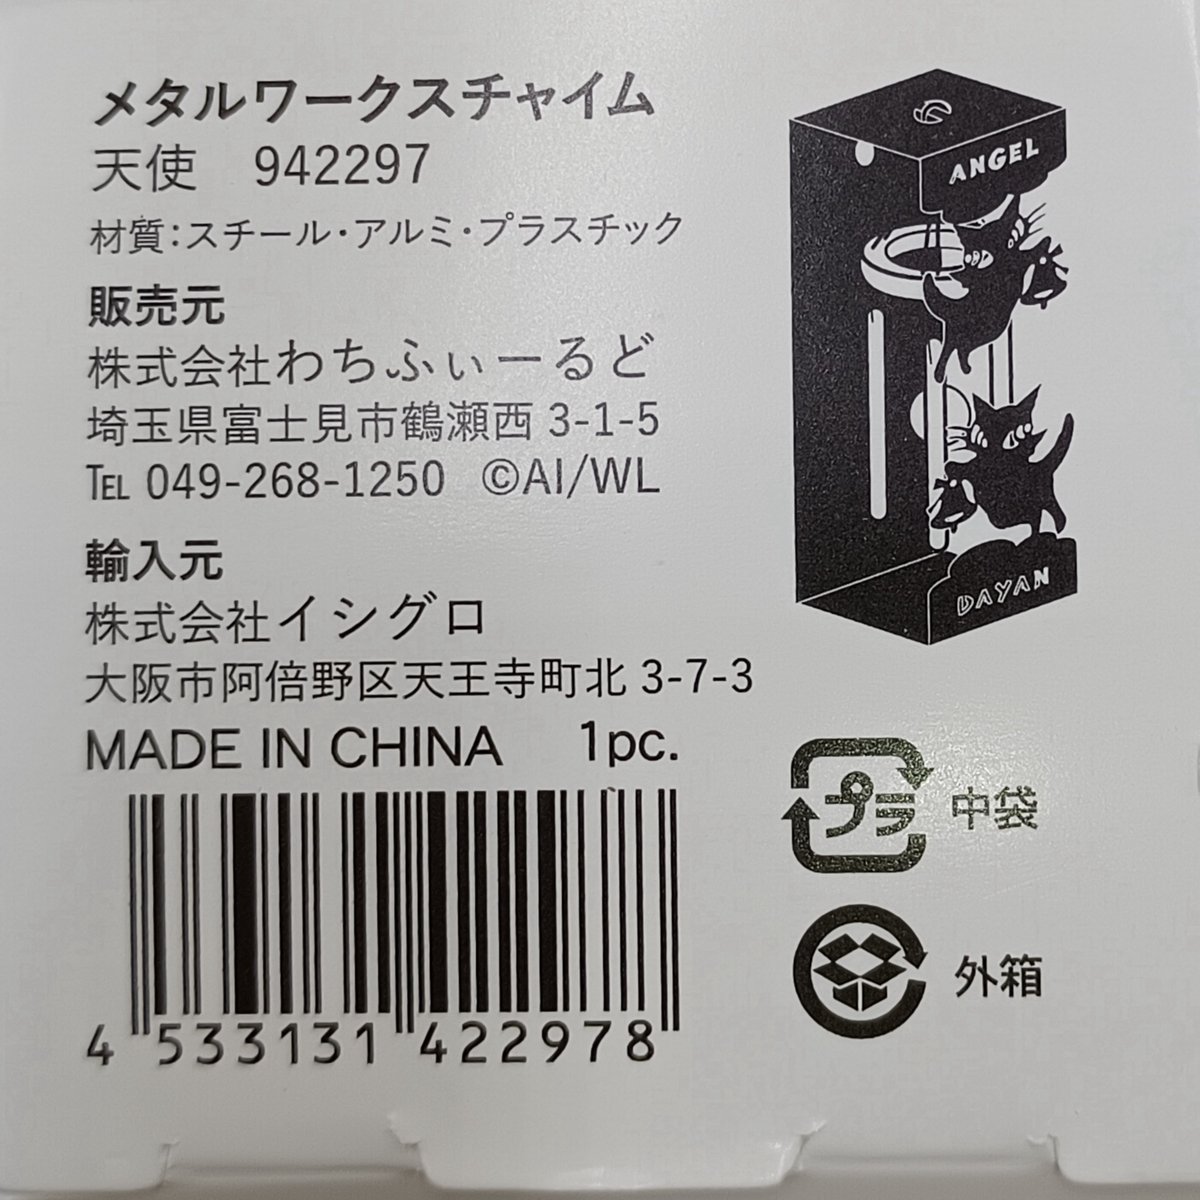 メタルワークスチャイム
天使　942297
材質：スチール・アルミ・プラスチック
販売元
株式会社わちふぃーるど
埼玉県富士見市鶴瀬西 3-1-5
TEL 049-268-1250　©AI/WL
輸入元
株式会社イシグロ
大阪市阿倍野区天王寺町北 3-7-3
MADE IN CHINA　1pc.
4 533131 422978
ANGEL
DAYAN
プラ 中袋
外箱